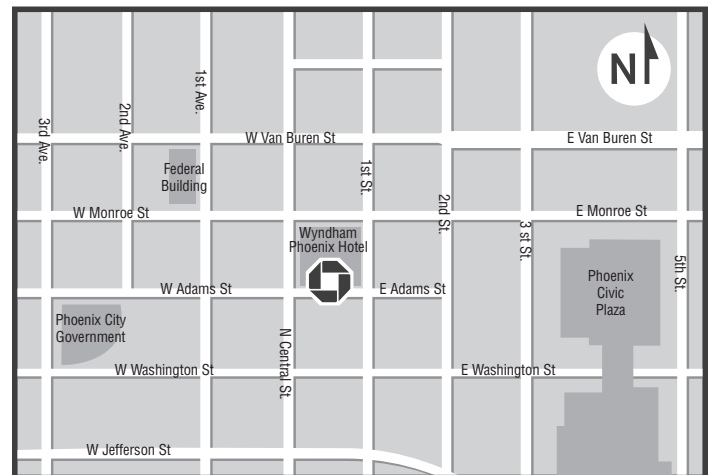 N
1st Ave.
2nd Ave.
3rd Ave.
W Van Buren St
E Van Buren St
Federal
Building
1st St.
2nd St.
W Monroe St
E Monroe St
3 st St.
Wyndham
Phoenix Hotel
5th St.
Phoenix
Civic
Plaza
W Adams St
E Adams St
Phoenix City
Government
N Central St.
W Washington St
E Washington St
W Jefferson St